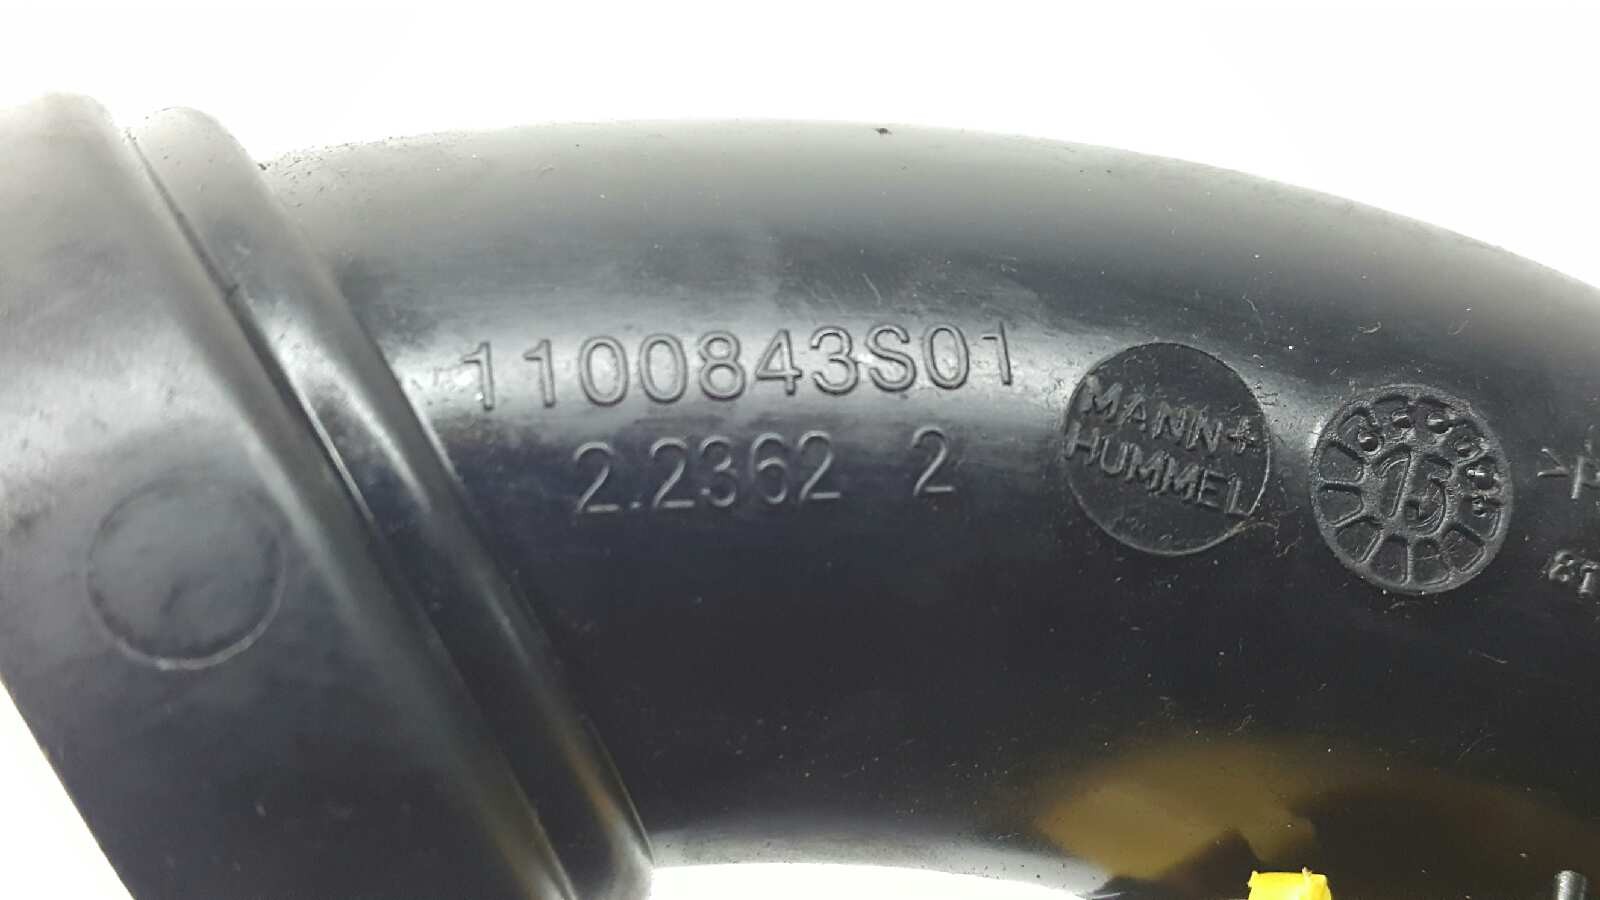 1100843S01
2.2362 2
MANN+
HUMMEL
15